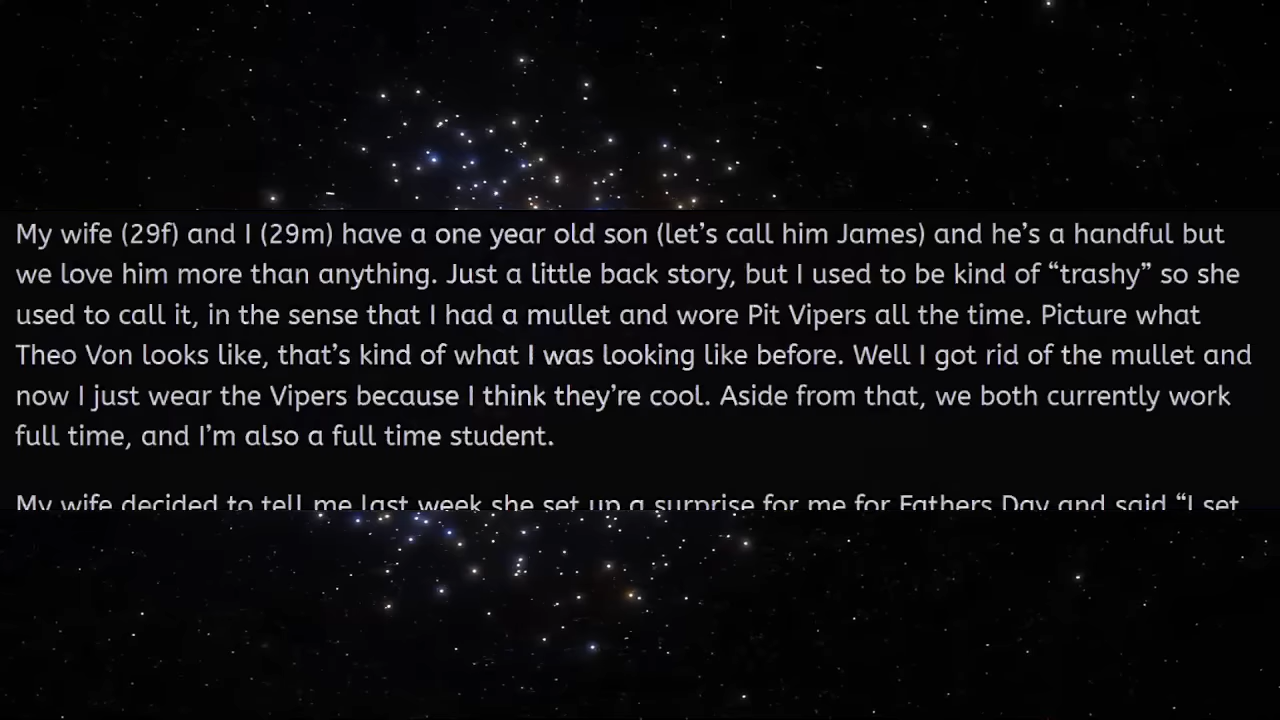 My wife (29f) and I (29m) have a one year old son (let’s call him James) and he’s a handful but
we love him more than anything. Just a little back story, but I used to be kind of “trashy” so she
used to call it, in the sense that I had a mullet and wore Pit Vipers all the time. Picture what
Theo Von looks like, that’s kind of what I was looking like before. Well I got rid of the mullet and
now I just wear the Vipers because I think they’re cool. Aside from that, we both currently work
full time, and I’m also a full time student.
My wife decided to tell me last week she set up a surprise for me for Fathers Day and said “I set